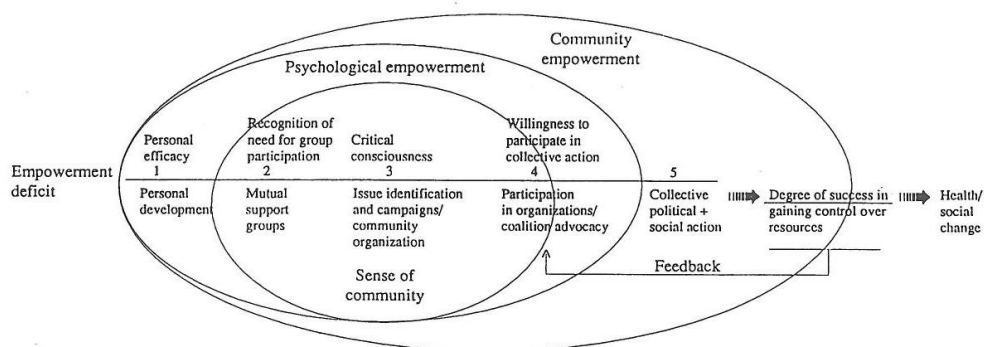 Community
empowerment
Psychological empowerment
Personal
efficacy
1
Recognition of
need for group
participation
2
Critical
consciousness
3
Willingness to
participate in
collective action
4
5
Empowerment
deficit
Personal
development
Mutual
support
groups
Issue identification
and campaigns/
community
organization
Participation
in organizations/
coalition advocacy
Collective
political +
social action
Degree of success in
gaining control over
resources
Health/
social
change
Feedback
Sense of
community